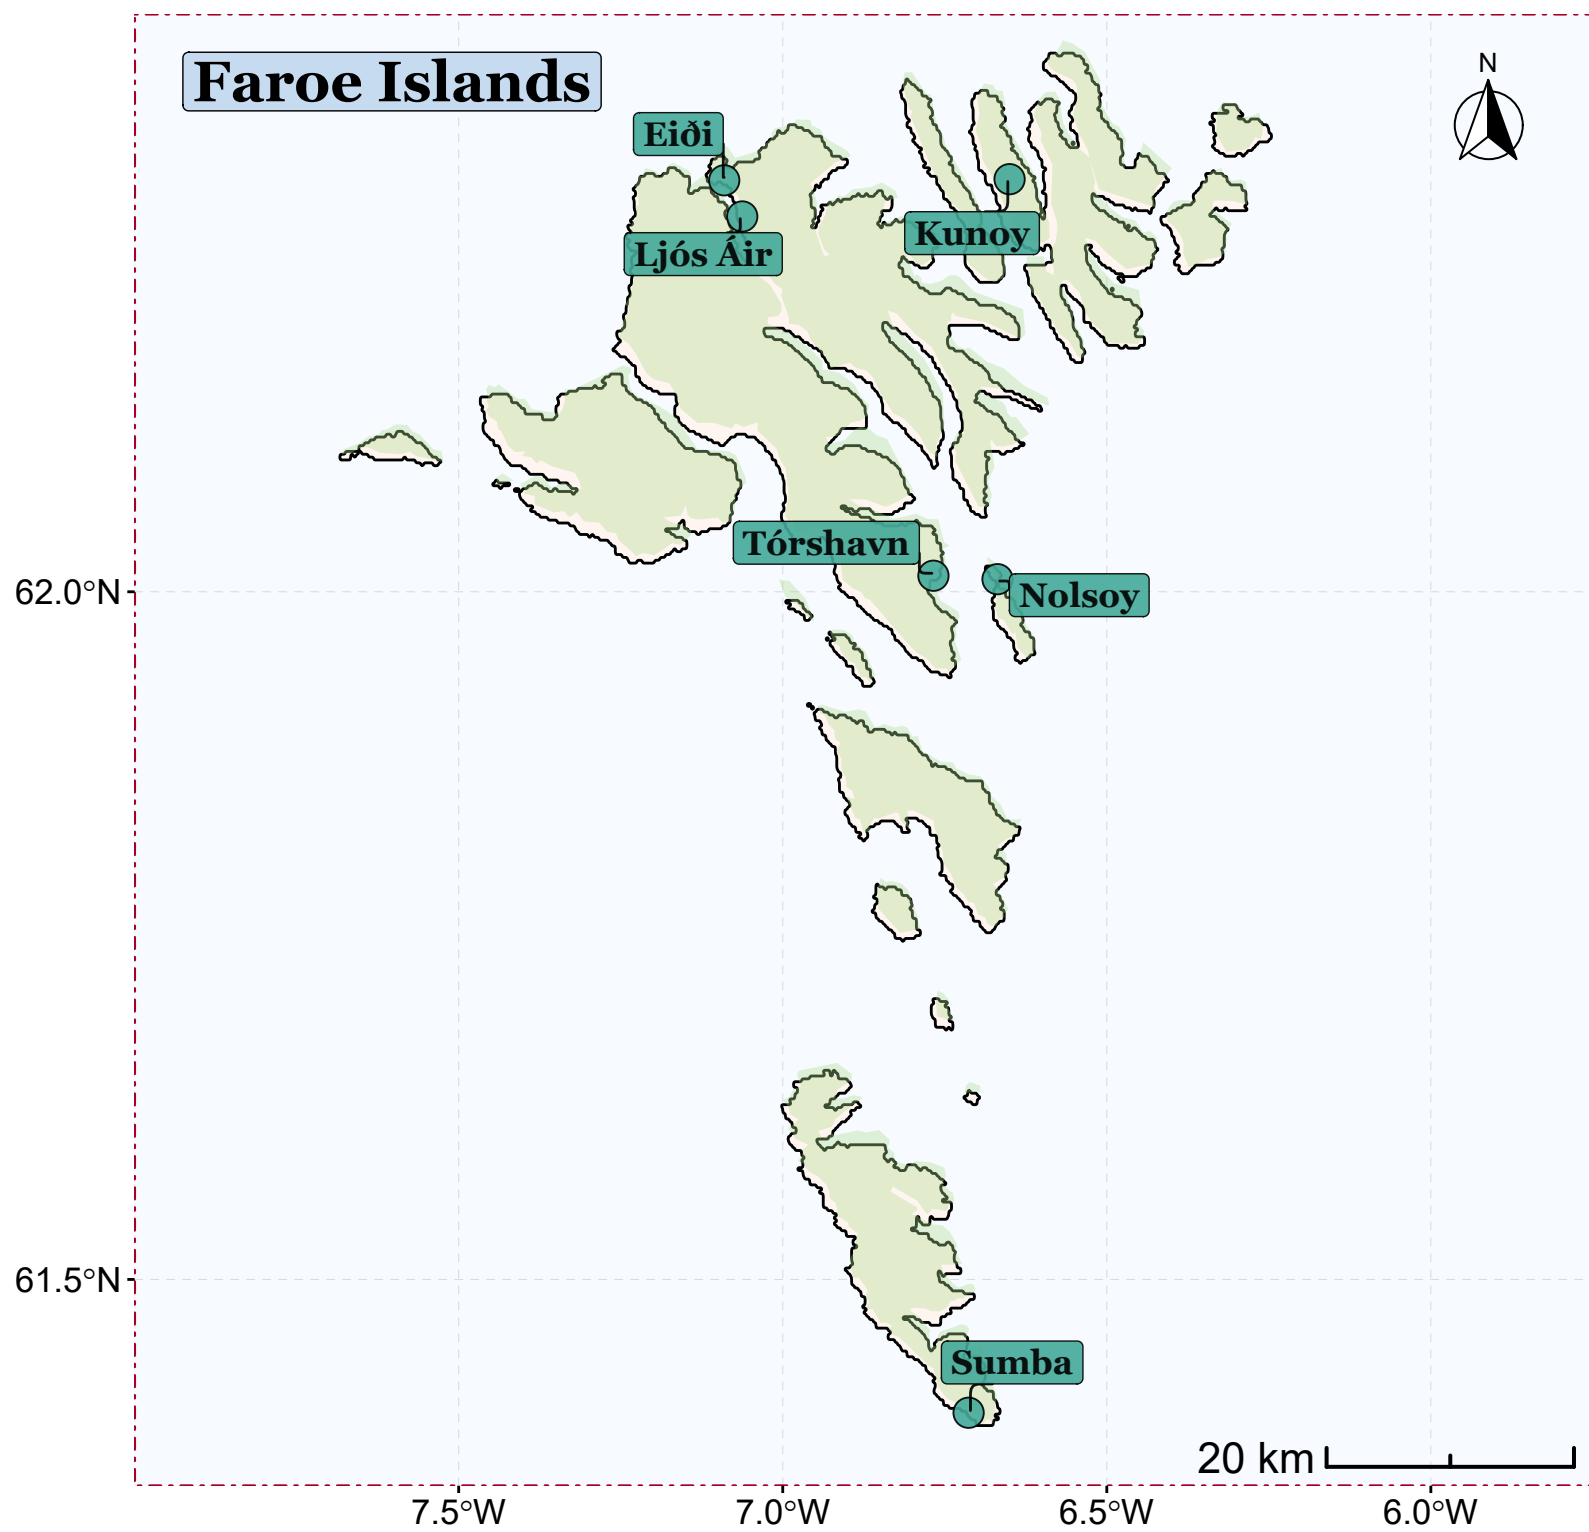 Faroe Islands
N
Eiði
Ljós Áir
Kunoy
Tórshavn
Nolsoy
62.0°N
61.5°N
Sumba
20 km
7.5°W
7.0°W
6.5°W
6.0°W